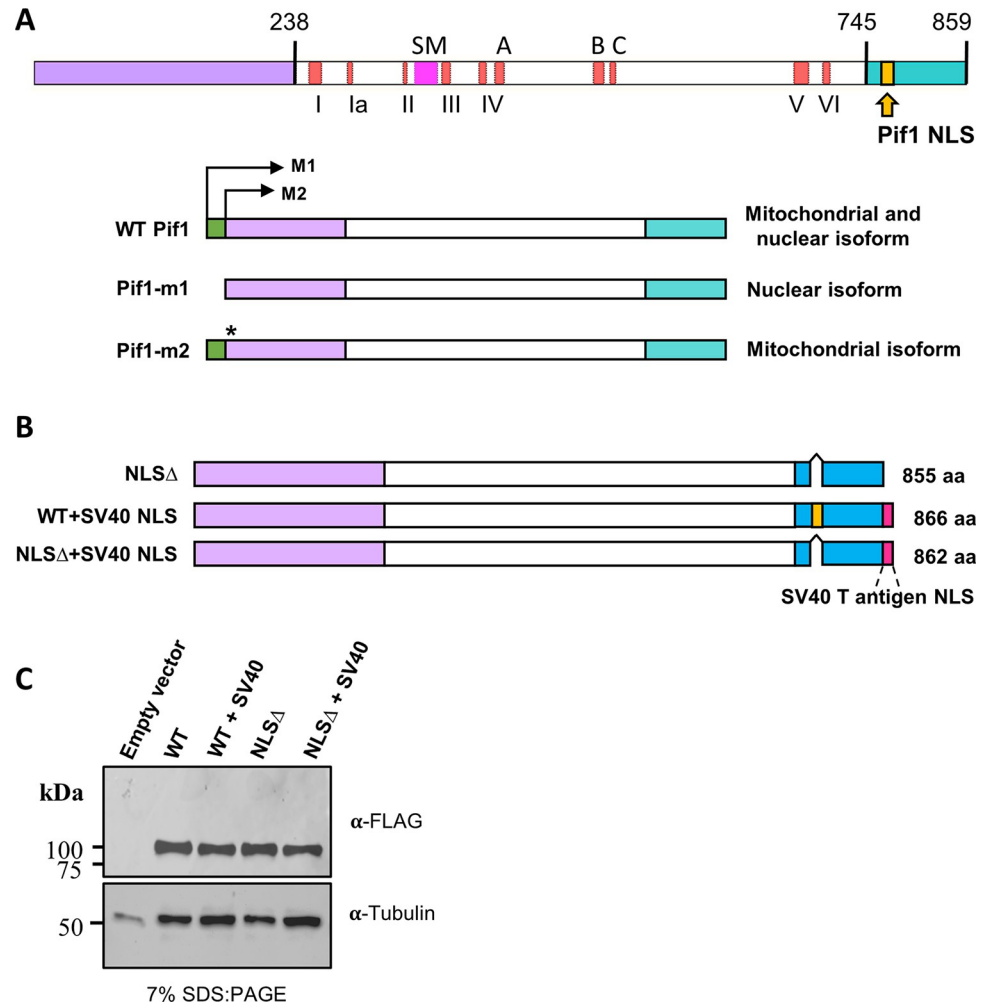 A
238
745
859
SM
A
B
C
I
Ia
II
III
IV
V
VI
Pif1 NLS
M1
M2
WT Pif1
Mitochondrial and
nuclear isoform
Pif1-m1
Nuclear isoform
*
Pif1-m2
Mitochondrial isoform
B
NLSΔ
855 aa
WT+SV40 NLS
866 aa
NLSΔ+SV40 NLS
862 aa
SV40 T antigen NLS
C
Empty vector
WT
WT + SV40
NLSΔ
NLSΔ + SV40
kDa
100
75
α-FLAG
50
α-Tubulin
7% SDS:PAGE